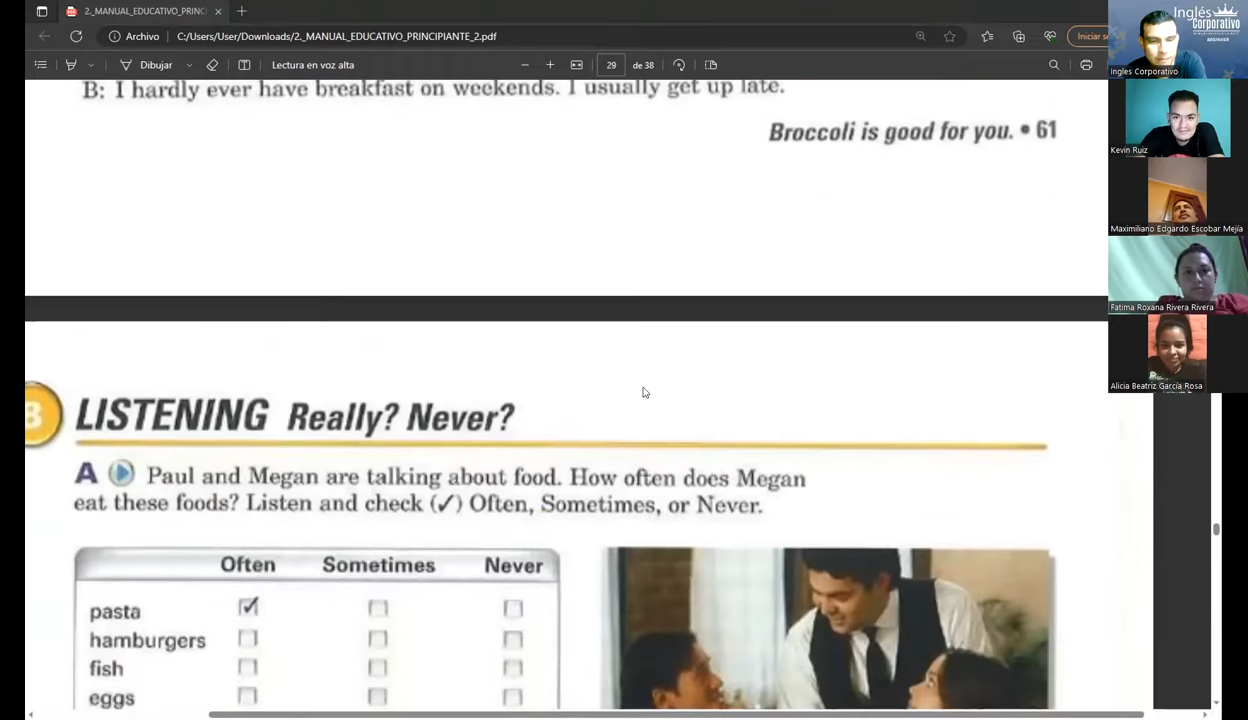 2._MANUAL_EDUCATIVO_PRINCI
Archivo
C:/Users/User/Downloads/2._MANUAL_EDUCATIVO_PRINCIPIANTE_2.pdf
Iniciar
Dibujar
Lectura en voz alta
29
de 38
B: I hardly ever have breakfast on weekends. I usually get up late.
Broccoli is good for you. • 61
LISTENING Really? Never?
A Paul and Megan are talking about food. How often does Megan
eat these foods? Listen and check (✓) Often, Sometimes, or Never.
Often Sometimes Never
pasta
hamburgers
fish
eggs
Inglés
Corporativo
BEGINNER
Ingles Corporativo
Kevin Ruiz
Maximiliano Edgardo Escobar Mejía
Fatima Roxana Rivera Rivera
Alicia Beatriz García Rosa